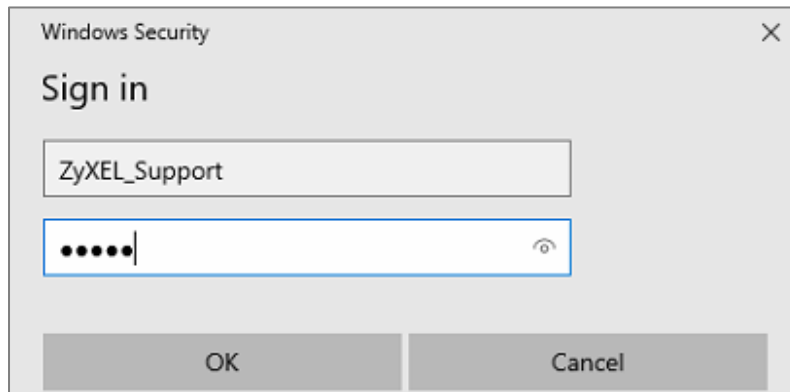 Windows Security
Sign in
ZyXEL_Support
•••••
OK
Cancel